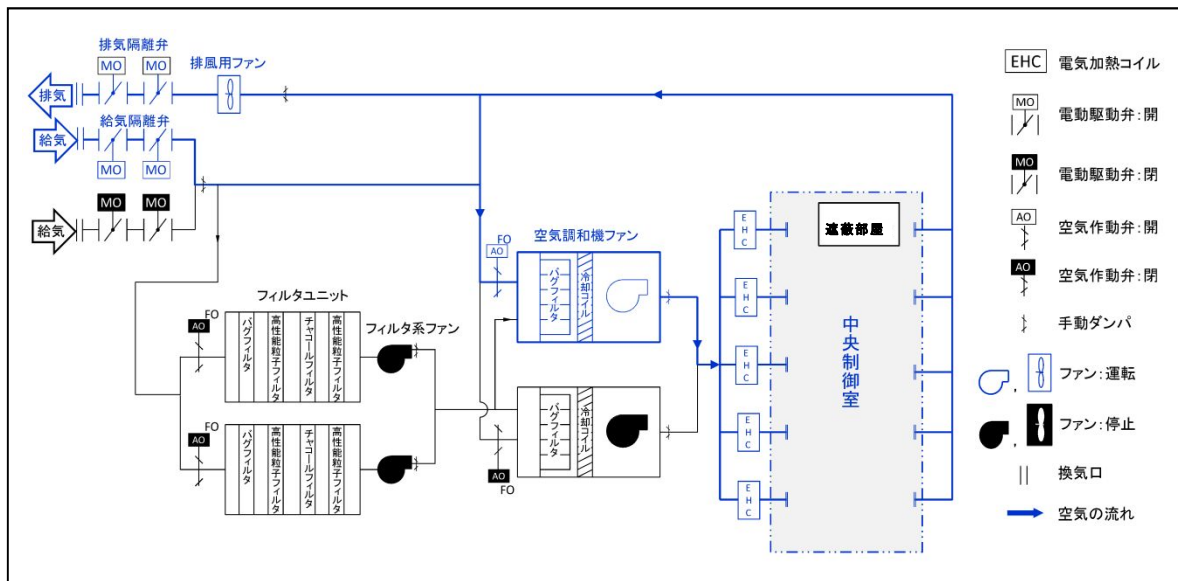 排気隔離弁
MO
MO
排風用ファン
排気
給気隔離弁
給気
MO
MO
MO
MO
給気
FO
AO
空気調和機ファン
バグフィルタ
冷却コイル
フィルタユニット
FO
AO
バグフィルタ
高性能粒子フィルタ
チャコールフィルタ
高性能粒子フィルタ
フィルタ系ファン
FO
AO
バグフィルタ
高性能粒子フィルタ
チャコールフィルタ
高性能粒子フィルタ
バグフィルタ
冷却コイル
AO
FO
EHC
EHC
EHC
EHC
EHC
遮蔽部屋
中央制御室
EHC 電気加熱コイル
MO 電動駆動弁：開
MO 電動駆動弁：閉
AO 空気作動弁：開
AO 空気作動弁：閉
手動ダンパ
, ファン：運転
, ファン：停止
換気口
空気の流れ